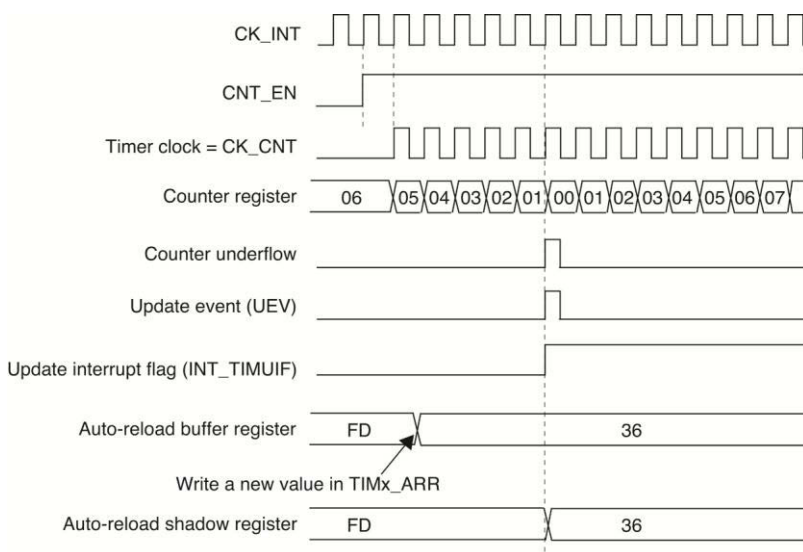 CK_INT
CNT_EN
Timer clock = CK_CNT
Counter register 06 05 04 03 02 01 00 01 02 03 04 05 06 07
Counter underflow
Update event (UEV)
Update interrupt flag (INT_TIMUIF)
Auto-reload buffer register FD 36
Write a new value in TIMx_ARR
Auto-reload shadow register FD 36